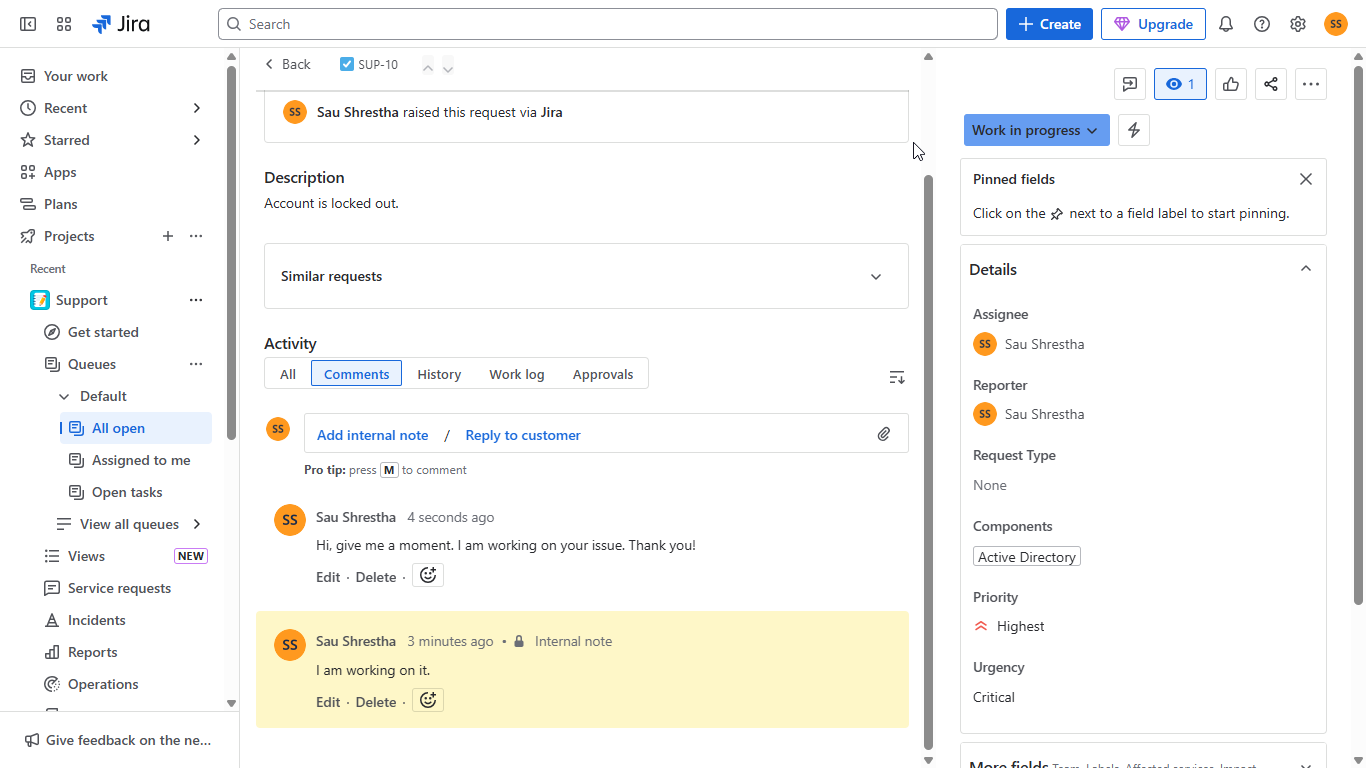 Jira
Search
Create
Upgrade
SS
Your work
Recent
Starred
Apps
Plans
Projects
Recent
Support
Get started
Queues
Default
All open
Assigned to me
Open tasks
View all queues
Views
NEW
Service requests
Incidents
Reports
Operations
Give feedback on the ne...
Back
SUP-10
SS
Sau Shrestha raised this request via Jira
Description
Account is locked out.
Similar requests
Activity
All
Comments
History
Work log
Approvals
SS
Add internal note / Reply to customer
Pro tip: press M to comment
SS
Sau Shrestha 4 seconds ago
Hi, give me a moment. I am working on your issue. Thank you!
Edit · Delete ·
SS
Sau Shrestha 3 minutes ago • Internal note
I am working on it.
Edit · Delete ·
1
Work in progress
Pinned fields
Click on the next to a field label to start pinning.
Details
Assignee
SS Sau Shrestha
Reporter
SS Sau Shrestha
Request Type
None
Components
Active Directory
Priority
Highest
Urgency
Critical
More fields Team, Labels, Affected services, Impact